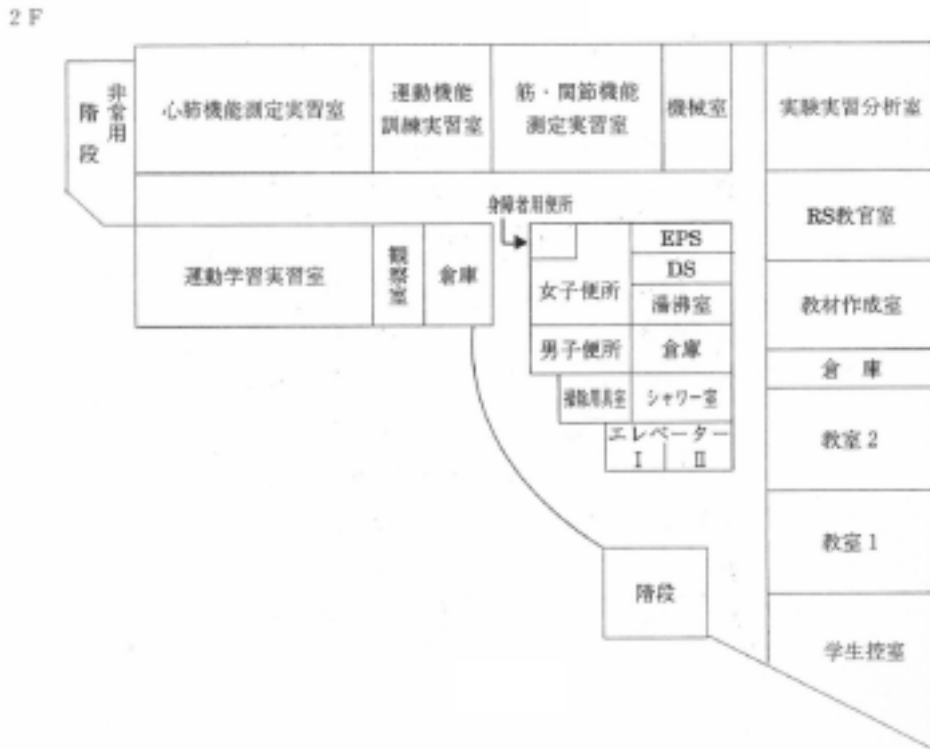 2 F
非常用
階段
心肺機能測定実習室
運動機能
訓練実習室
筋・関節機能
測定実習室
機械室
実験実習分析室
身障者用便所
RS教官室
運動学習実習室
観察室
倉庫
EPS
DS
女子便所
湯沸室
教材作成室
男子便所
倉庫
倉 庫
掃除用具室
シャワー室
エレベーター
I
II
教室 2
教室 1
階段
学生控室